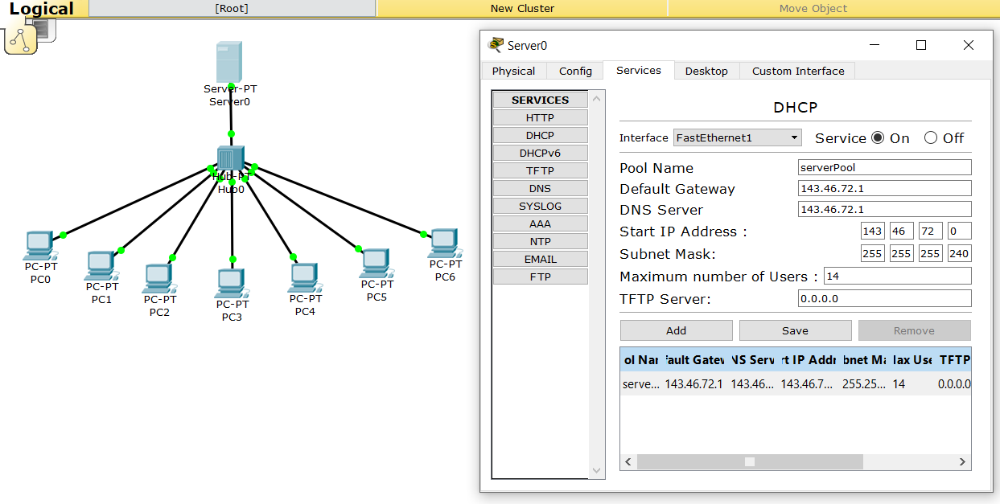 Logical
[Root]
New Cluster
Move Object
Server-PT
Server0
Hub-PT
Hub0
PC-PT
PC0
PC-PT
PC1
PC-PT
PC2
PC-PT
PC3
PC-PT
PC4
PC-PT
PC5
PC-PT
PC6
Server0
Physical Config Services Desktop Custom Interface
SERVICES
HTTP
DHCP
DHCPv6
TFTP
DNS
SYSLOG
AAA
NTP
EMAIL
FTP
DHCP
Interface FastEthernet1 Service On Off
Pool Name serverPool
Default Gateway 143.46.72.1
DNS Server 143.46.72.1
Start IP Address : 143 46 72 0
Subnet Mask: 255 255 255 240
Maximum number of Users : 14
TFTP Server: 0.0.0.0
Add Save Remove
ol Nar fault Gatew NS Serv rt IP Addr bnet Ma lax Use TFTP
serve... 143.46.72.1 143.46... 143.46.7... 255.25... 14 0.0.0.0